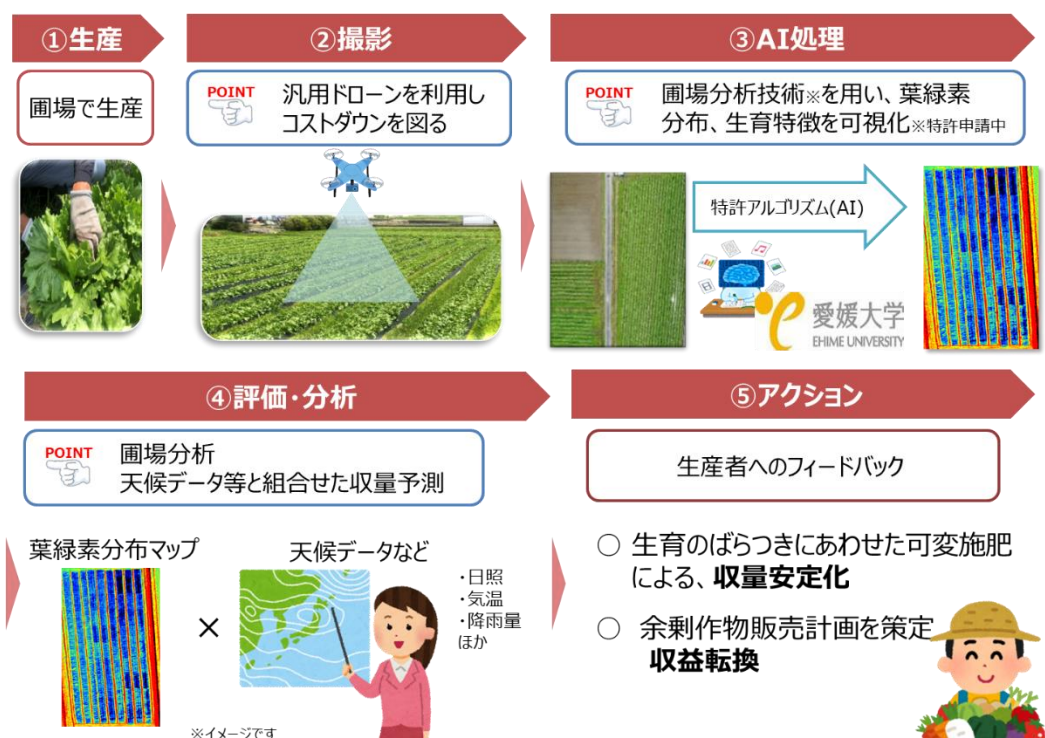 ①生産
②撮影
③AI処理
圃場で生産
POINT
汎用ドローンを利用し
コストダウンを図る
POINT
圃場分析技術※を用い、葉緑素
分布、生育特徴を可視化※特許申請中
特許アルゴリズム(AI)
愛媛大学
EHIME UNIVERSITY
④評価・分析
⑤アクション
POINT
圃場分析
天候データ等と組合せた収量予測
生産者へのフィードバック
葉緑素分布マップ
×
天候データなど
・日照
・気温
・降雨量
ほか
※イメージです
○ 生育のばらつきにあわせた可変施肥
による、収量安定化
○ 余剰作物販売計画を策定
収益転換